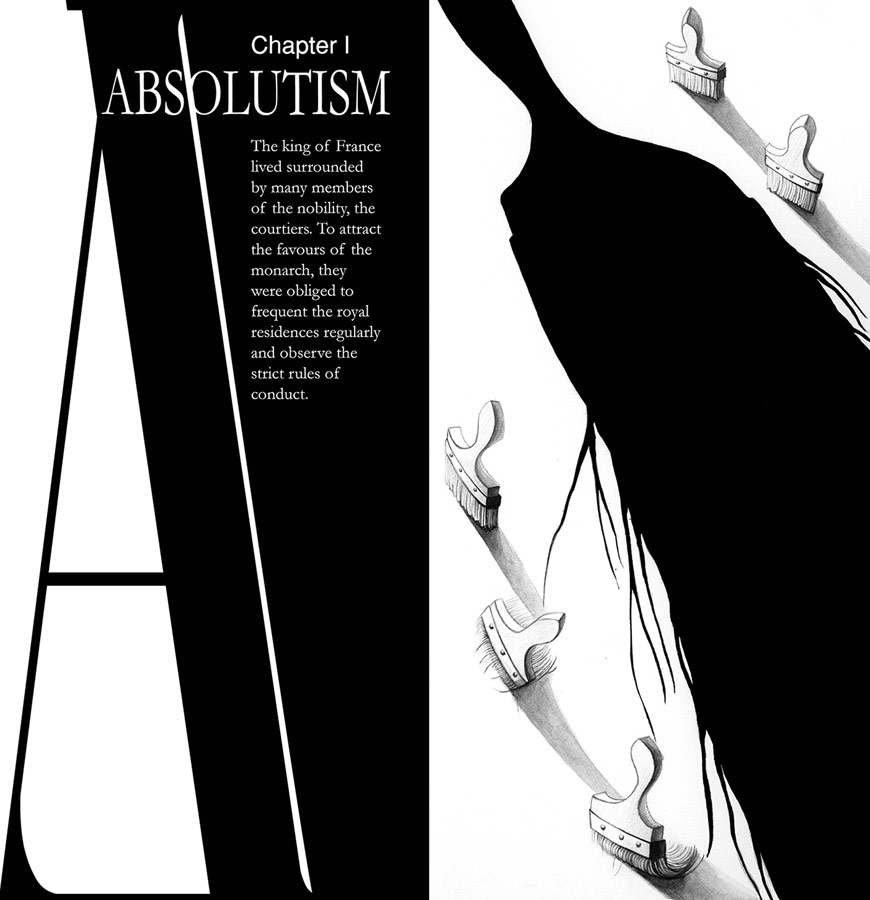 Chapter I
ABSOLUTISM
The king of France
lived surrounded
by many members
of the nobility, the
courtiers. To attract
the favours of the
monarch, they
were obliged to
frequent the royal
residences regularly
and observe the
strict rules of
conduct.
A